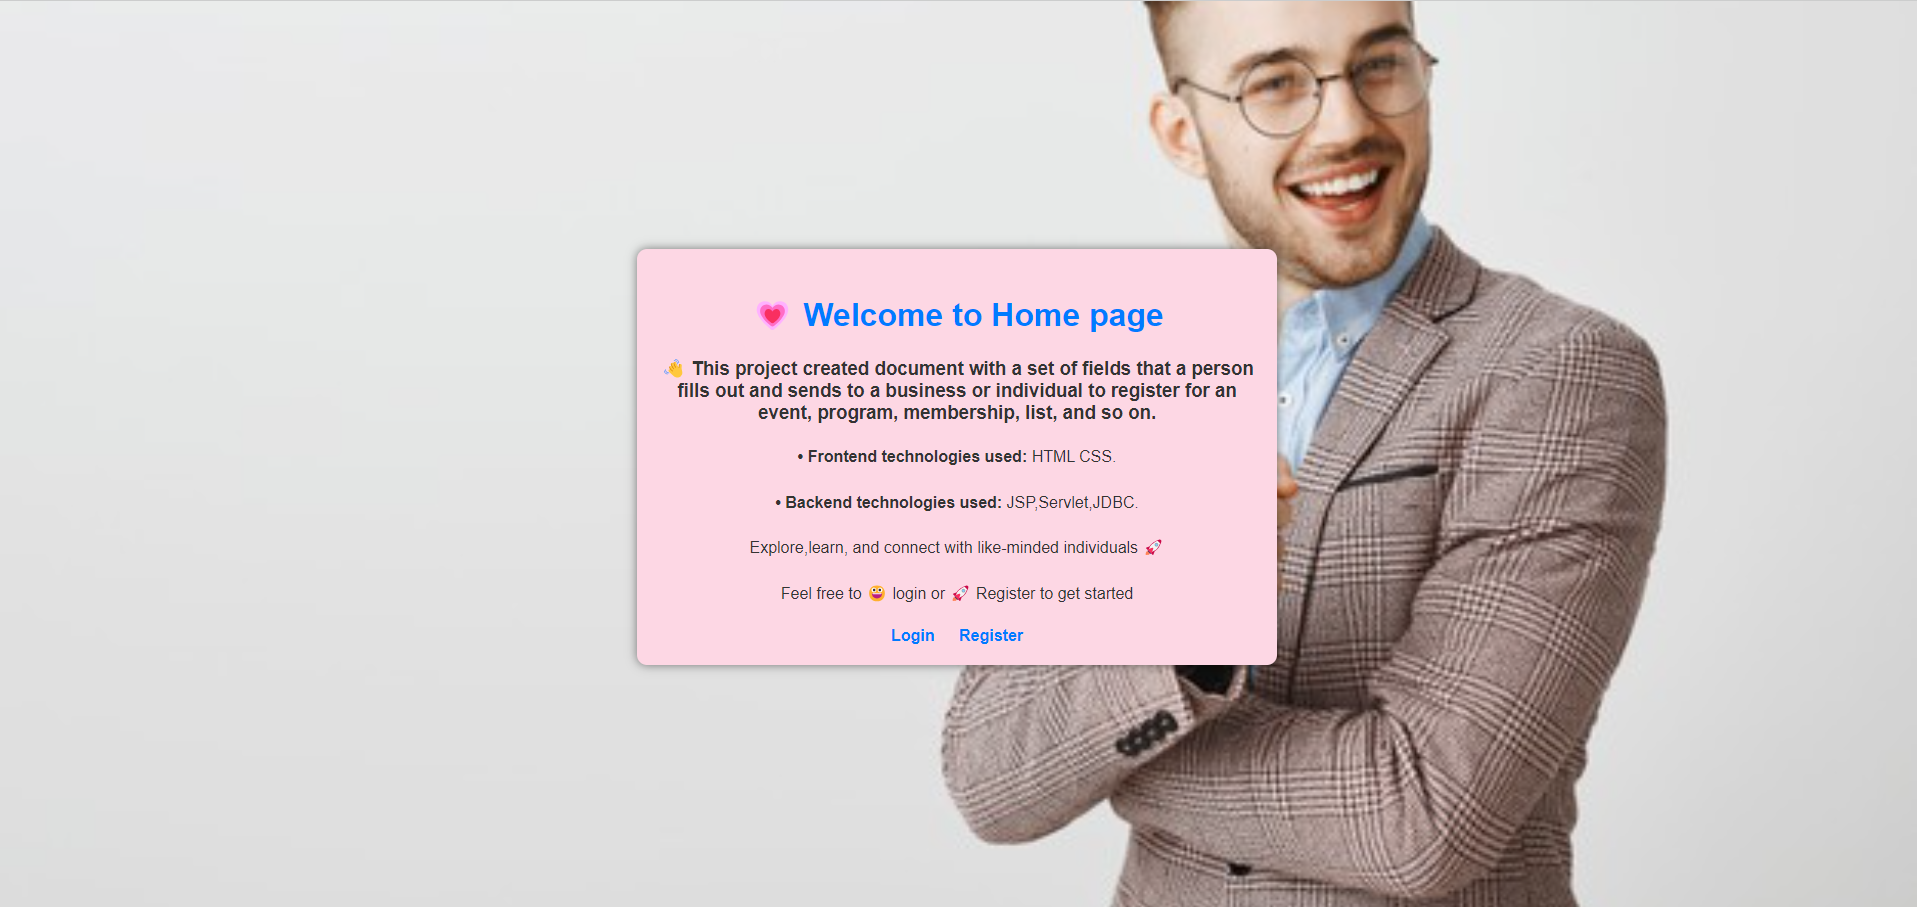 💗 Welcome to Home page
👋 This project created document with a set of fields that a person
fills out and sends to a business or individual to register for an
event, program, membership, list, and so on.
• Frontend technologies used: HTML CSS.
• Backend technologies used: JSP,Servlet,JDBC.
Explore,learn, and connect with like-minded individuals 🚀
Feel free to 😀 login or 🚀 Register to get started
Login Register